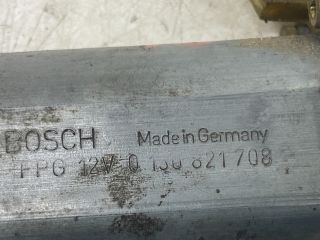 BOSCH Made in Germany
FPG 12V 0 130 821 708